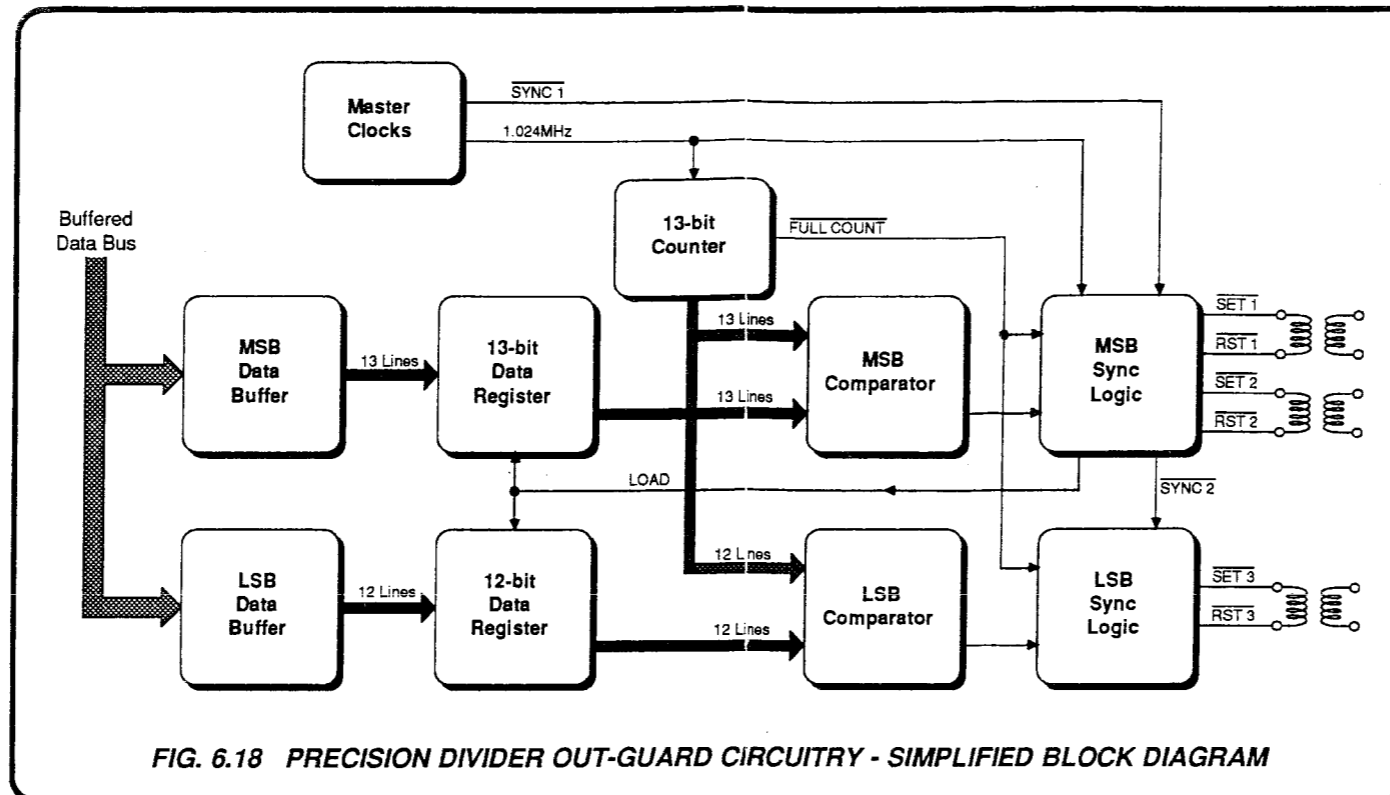 SYNC 1
Master
Clocks
1.024MHz
Buffered
Data Bus
13-bit
Counter
FULL COUNT
MSB
Data
Buffer
13 Lines
13-bit
Data
Register
13 Lines
13 Lines
MSB
Comparator
MSB
Sync
Logic
SET 1
RST 1
SET 2
RST 2
LOAD
SYNC 2
LSB
Data
Buffer
12 Lines
12-bit
Data
Register
12 Lines
12 Lines
LSB
Comparator
LSB
Sync
Logic
SET 3
RST 3
FIG. 6.18 PRECISION DIVIDER OUT-GUARD CIRCUITRY - SIMPLIFIED BLOCK DIAGRAM